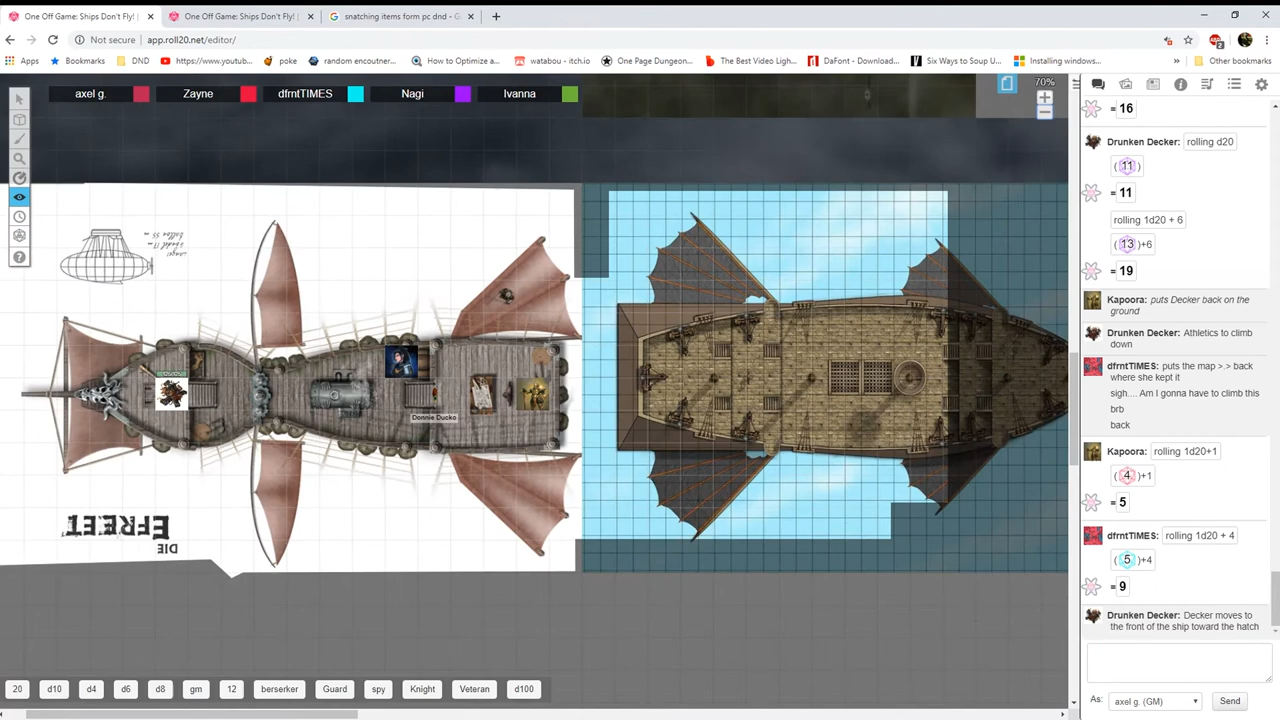 One Off Game: Ships Don't Fly! |
One Off Game: Ships Don't Fly! |
snatching items form pc dnd - G
Not secure | app.roll20.net/editor/
Apps
Bookmarks
DND
https://www.youtub...
poke
random encoutner...
How to Optimize a...
watabou - itch.io
One Page Dungeon...
The Best Video Ligh...
DaFont - Download...
Six Ways to Soup U...
Installing windows...
»
Other bookmarks
axel g.
Zayne
dfrntTIMES
Nagi
Ivanna
70%
= 16
Drunken Decker: rolling d20
(11)
= 11
rolling 1d20 + 6
(13)+6
= 19
Kapoora: puts Decker back on the
ground
Drunken Decker: Athletics to climb
down
dfrntTIMES: puts the map >.> back
where she kept it
sigh.... Am I gonna have to climb this
brb
back
Kapoora: rolling 1d20+1
(4)+1
= 5
dfrntTIMES: rolling 1d20 + 4
(5)+4
= 9
Drunken Decker: Decker moves to
the front of the ship toward the hatch
Donnie Ducko
EFREET
DIE
20
d10
d4
d6
d8
gm
12
berserker
Guard
spy
Knight
Veteran
d100
As: axel g. (GM)
Send